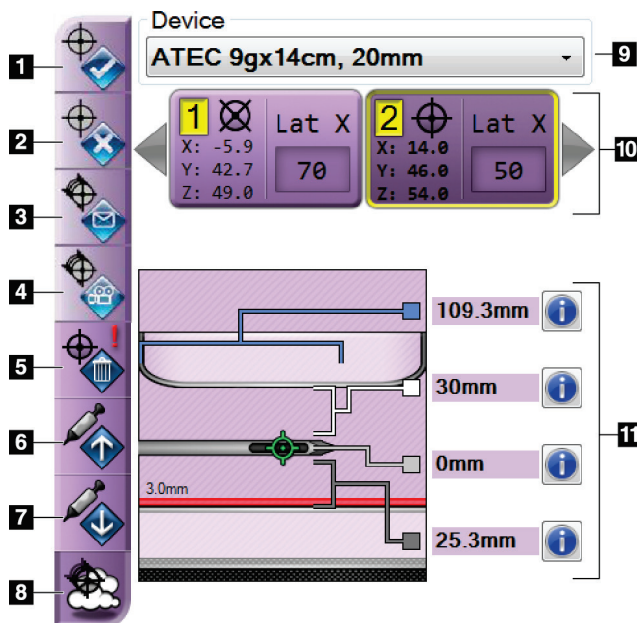 Device
ATEC 9gx14cm, 20mm
9
1
2
3
4
5
6
7
8
1
X: -5.9
Y: 42.7
Z: 49.0
Lat X
70
2
X: 14.0
Y: 46.0
Z: 54.0
Lat X
50
10
109.3mm
i
30mm
i
0mm
i
25.3mm
i
11
3.0mm
!